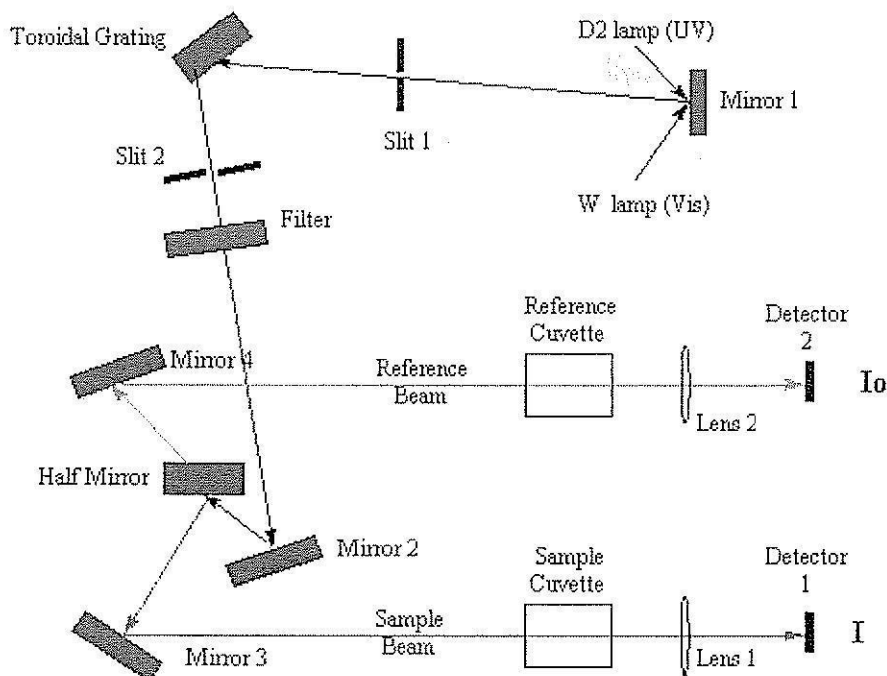 D2 lamp (UV)
Toroidal Grating
Mirror 1
Slit 1
Slit 2
W lamp (Vis)
Filter
Reference
Cuvette
Detector
2
Mirror 4
Reference
Beam
Io
Lens 2
Half Mirror
Mirror 2
Sample
Cuvette
Detector
1
Sample
Beam
I
Mirror 3
Lens 1